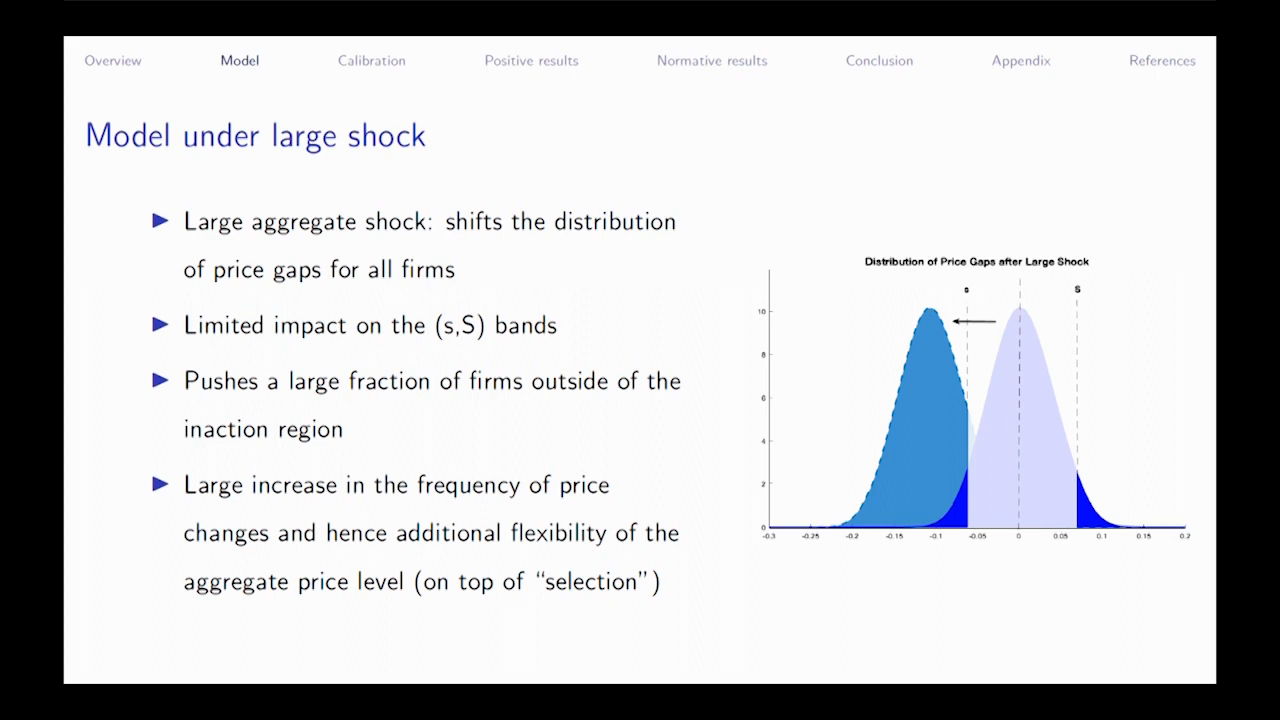 Overview Model Calibration Positive results Normative results Conclusion Appendix References
Model under large shock
Large aggregate shock: shifts the distribution
of price gaps for all firms
Limited impact on the (s,S) bands
Pushes a large fraction of firms outside of the
inaction region
Large increase in the frequency of price
changes and hence additional flexibility of the
aggregate price level (on top of “selection”)
Distribution of Price Gaps after Large Shock
s S
10
8
6
4
2
0
-0.3 -0.25 -0.2 -0.15 -0.1 -0.05 0 0.05 0.1 0.15 0.2